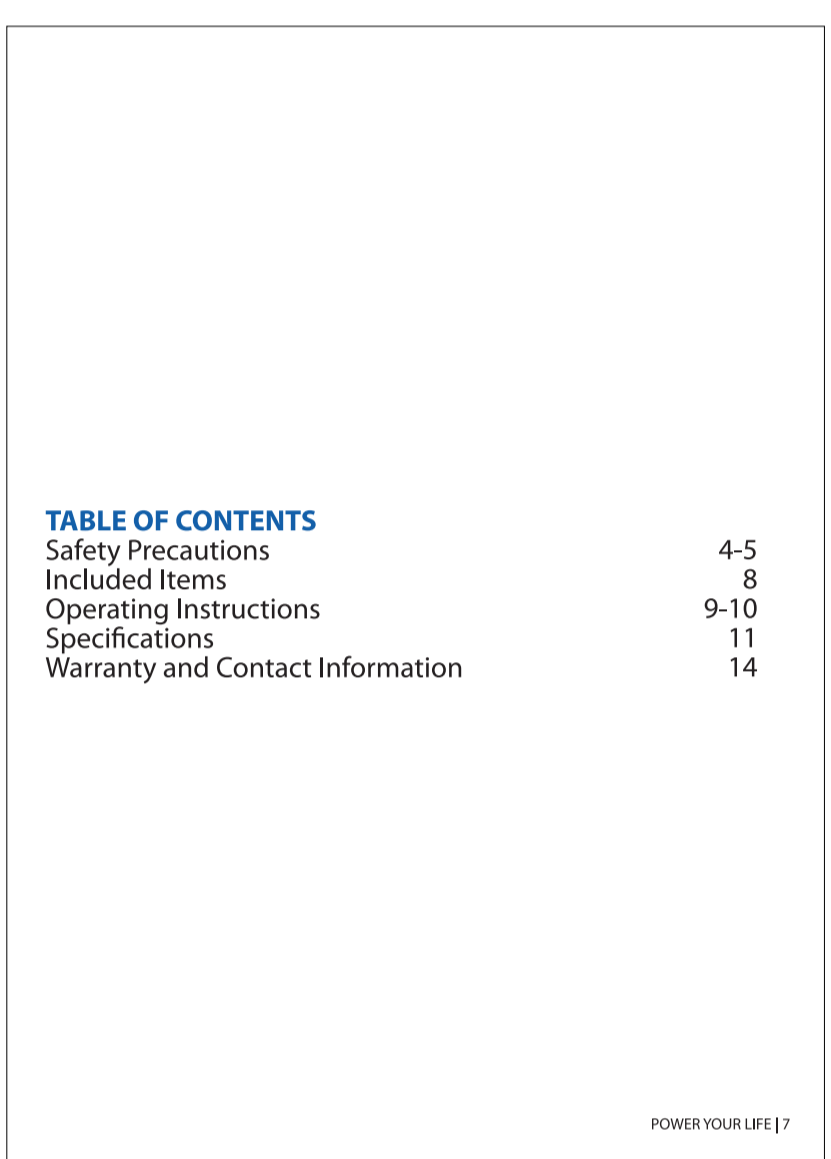 TABLE OF CONTENTS
Safety Precautions 4-5
Included Items 8
Operating Instructions 9-10
Specifications 11
Warranty and Contact Information 14
POWER YOUR LIFE | 7